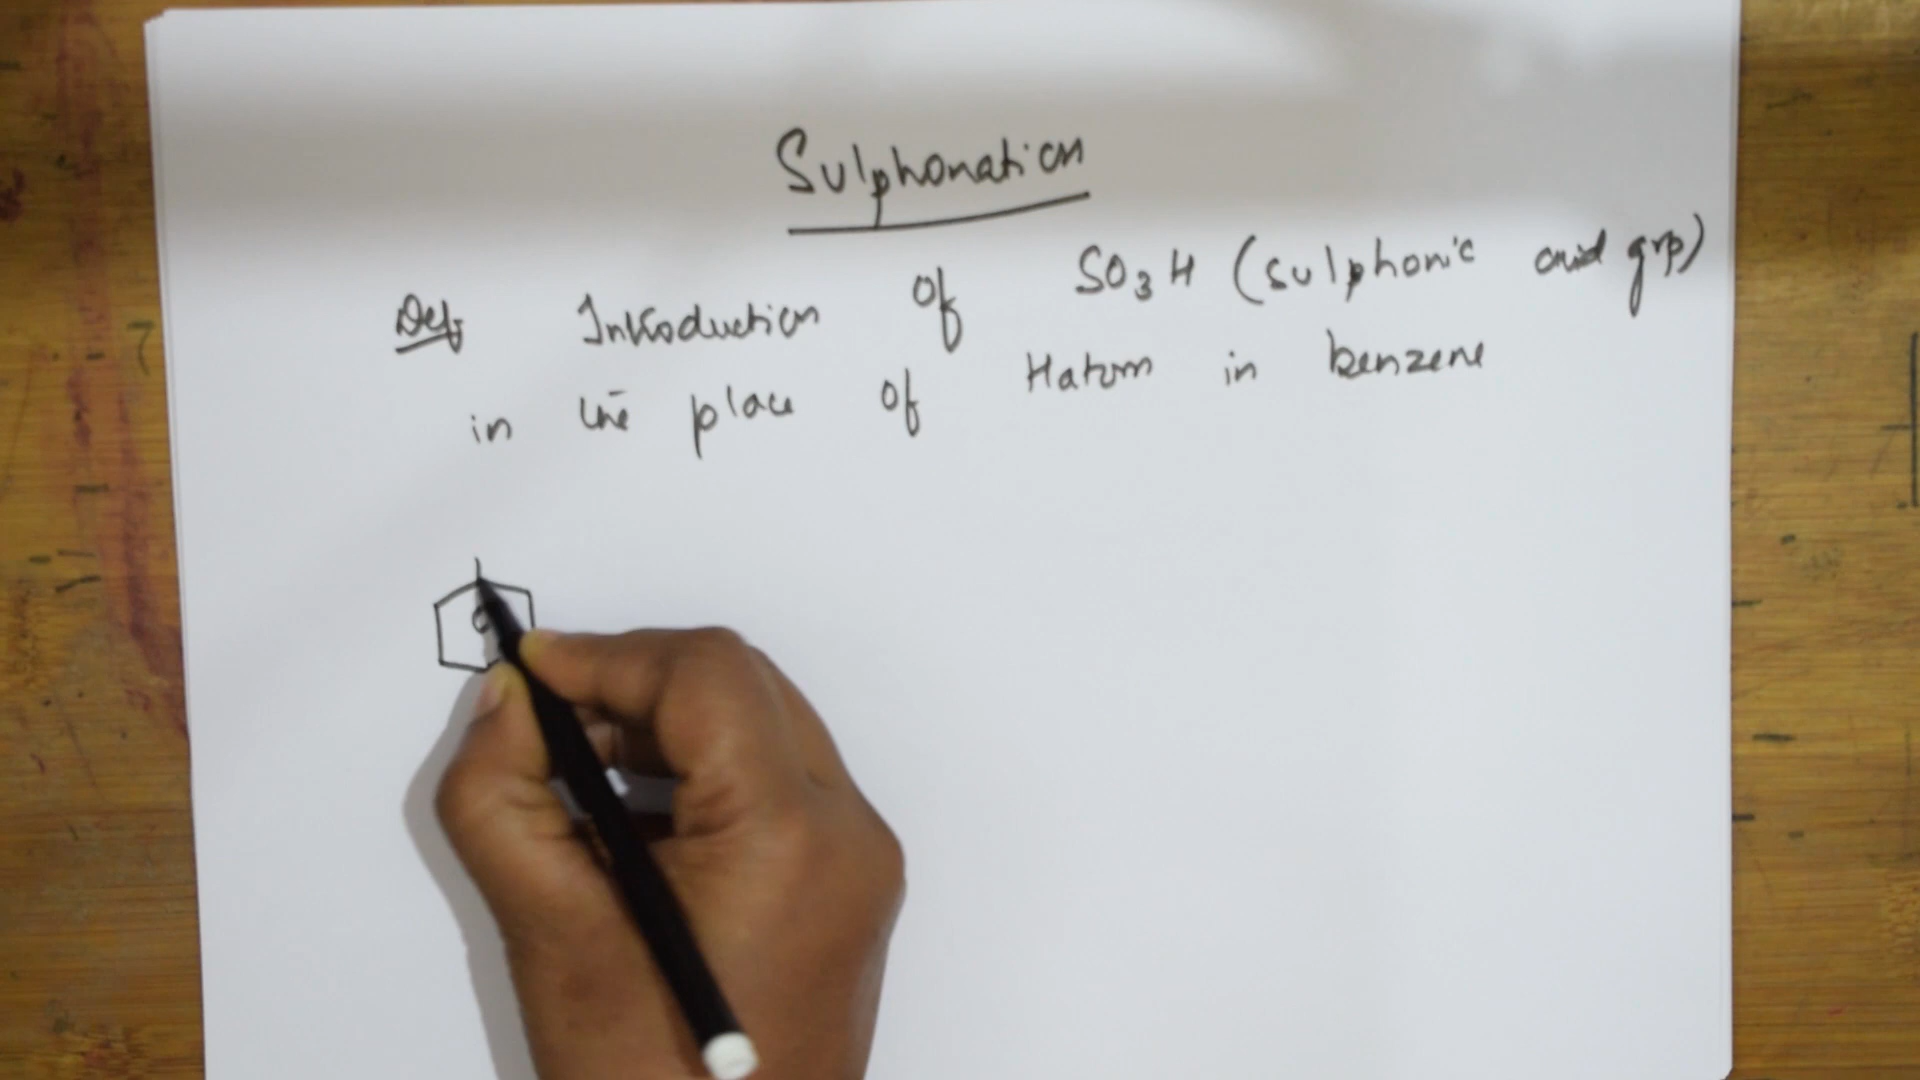 Sulphonation
Def Introduction of SO3H (sulphonic acid grp)
in the place of H atom in benzene